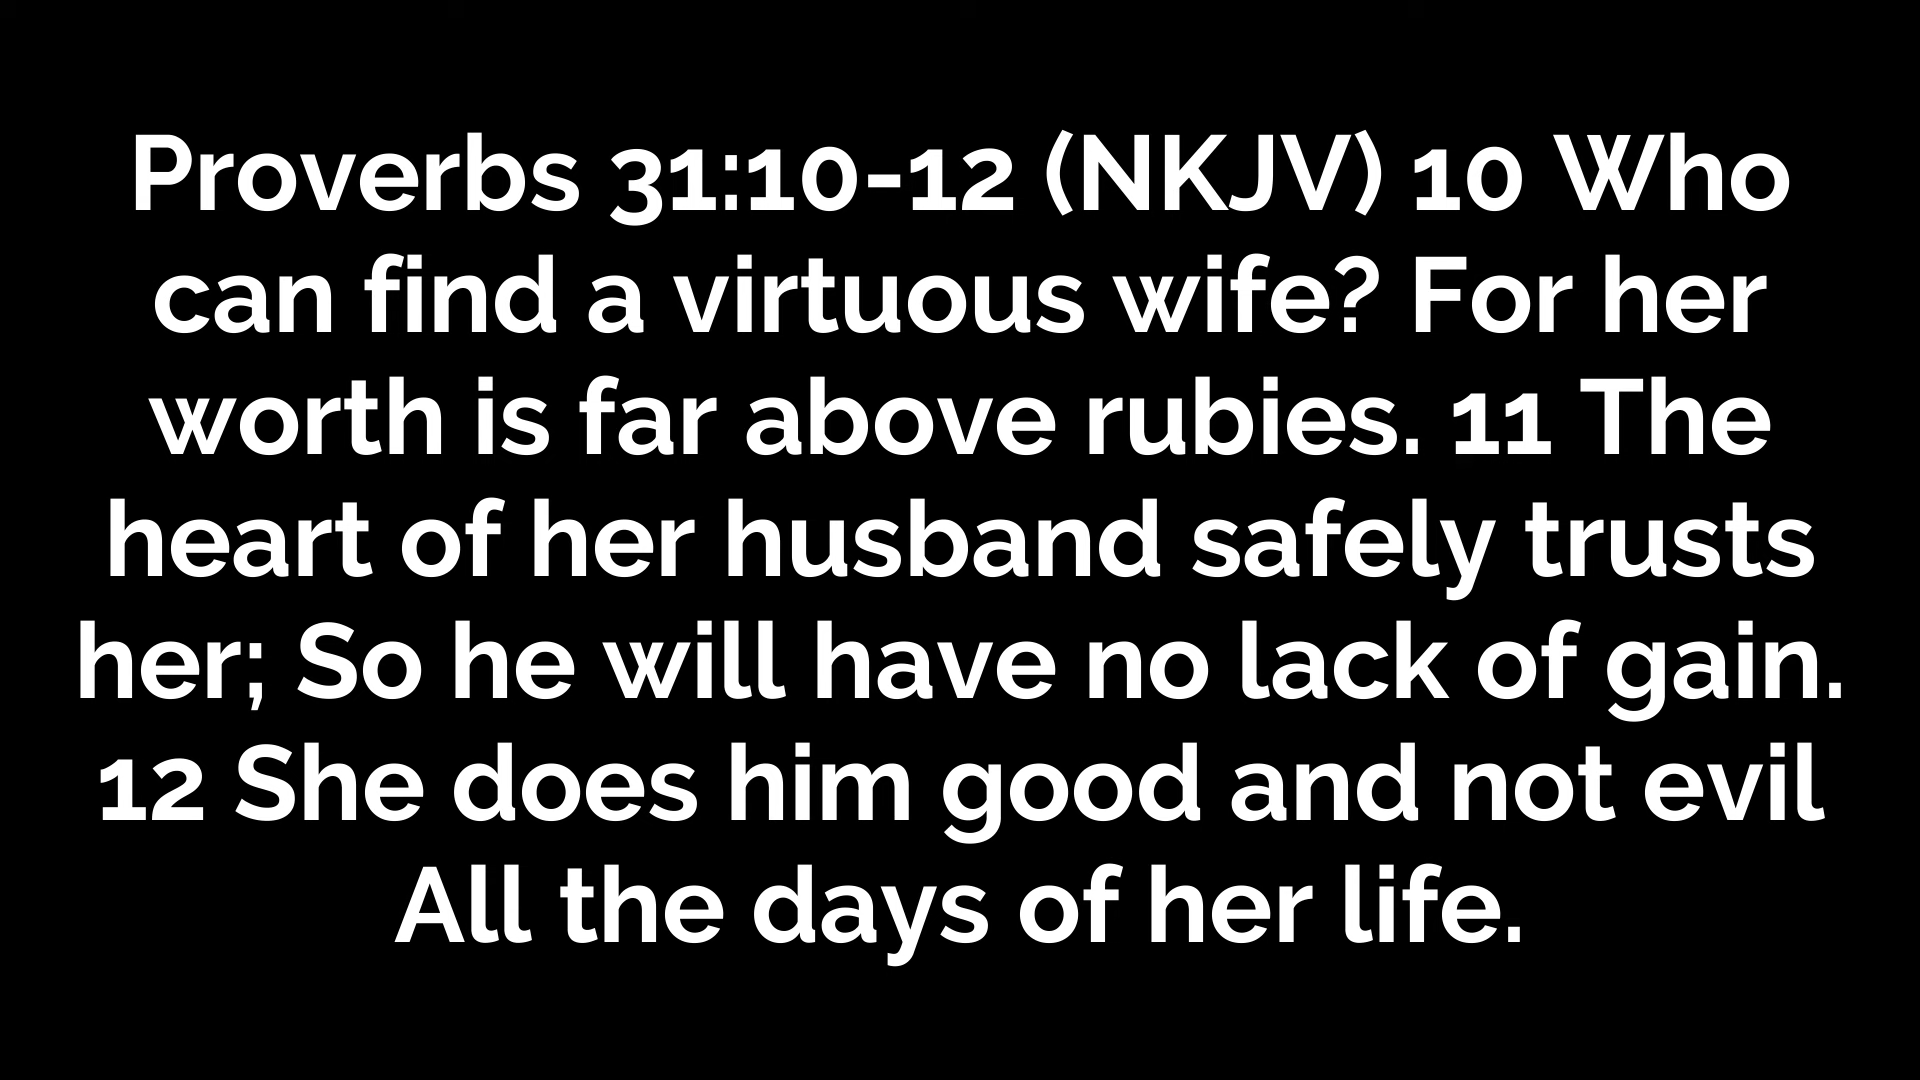 Proverbs 31:10-12 (NKJV) 10 Who
can find a virtuous wife? For her
worth is far above rubies. 11 The
heart of her husband safely trusts
her; So he will have no lack of gain.
12 She does him good and not evil
All the days of her life.